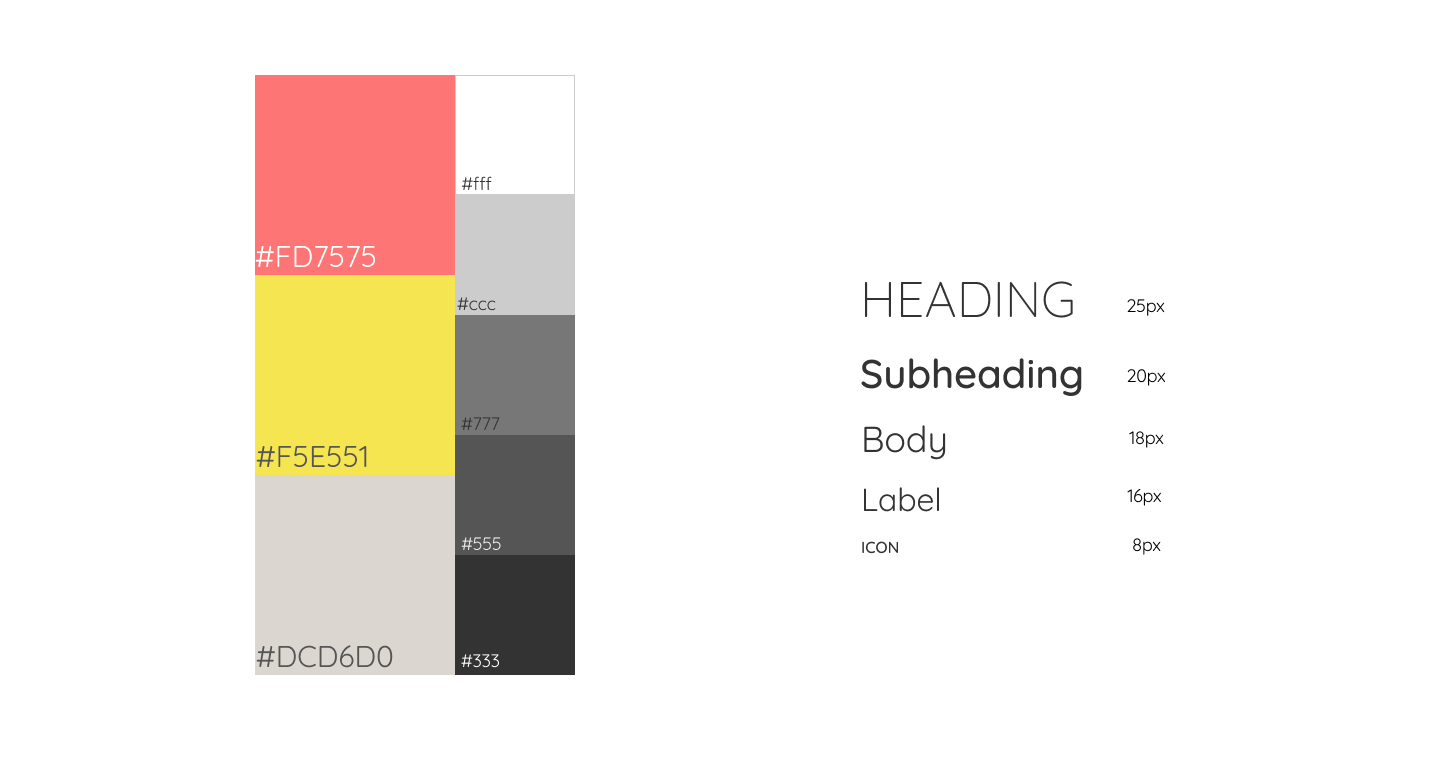 #fff
#FD7575
#ccc
#777
#F5E551
#555
#DCD6D0
#333
HEADING 25px
Subheading 20px
Body 18px
Label 16px
ICON 8px